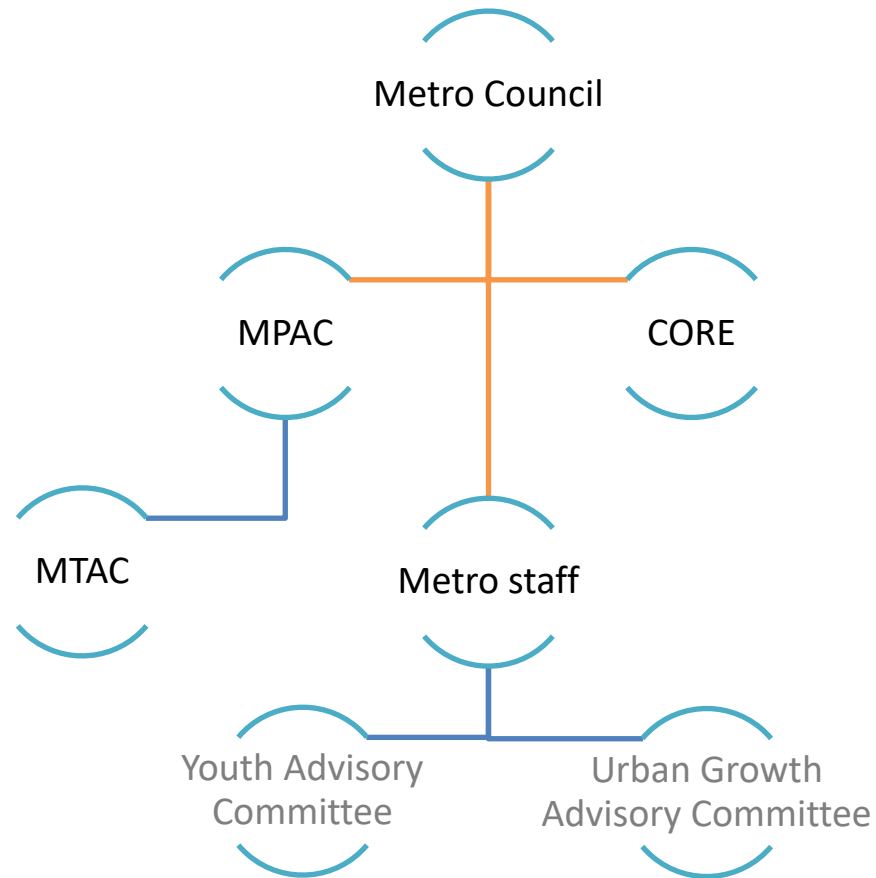 Metro Council
MPAC
CORE
MTAC
Metro staff
Youth Advisory
Committee
Urban Growth
Advisory Committee